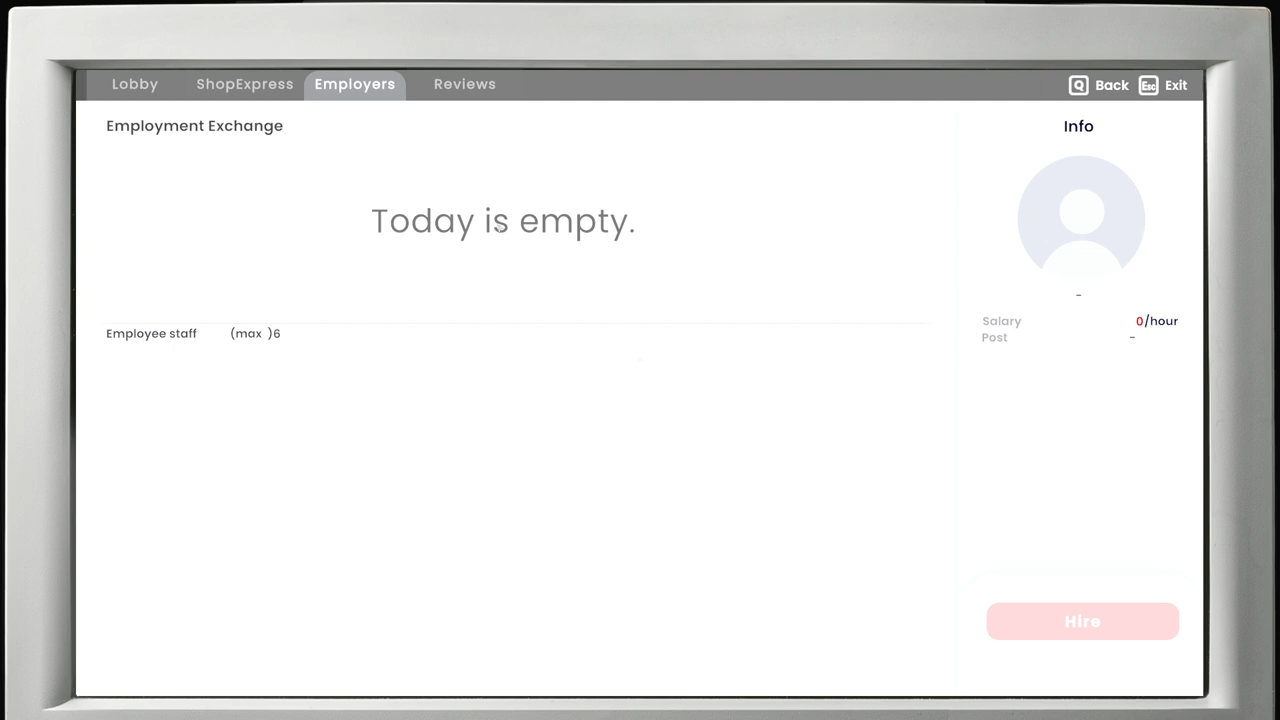 Lobby ShopExpress Employers Reviews Q Back Esc Exit
Employment Exchange
Info
Today is empty.
-
Employee staff (max )6
Salary 0/hour
Post -
Hire